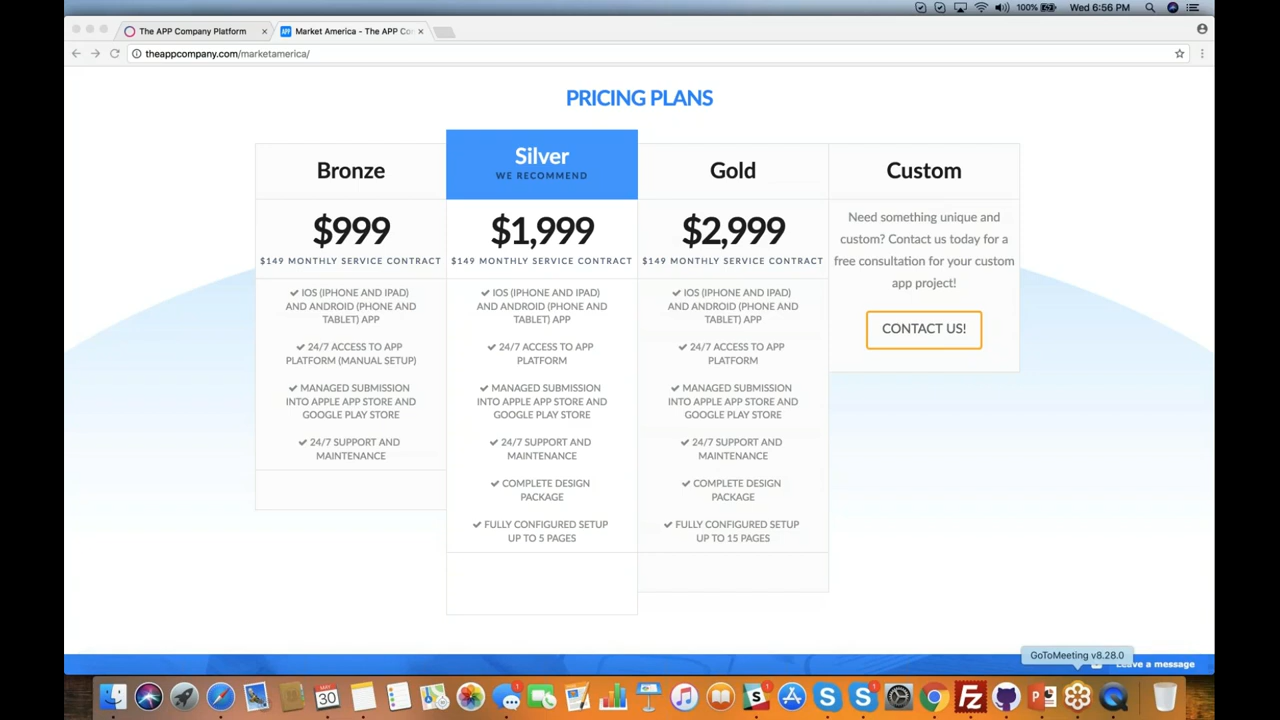 100%
Wed 6:56 PM
The APP Company Platform
Market America - The APP Co
theappcompany.com/marketamerica/
PRICING PLANS
Bronze
$999
$149 MONTHLY SERVICE CONTRACT
IOS (IPHONE AND IPAD)
AND ANDROID (PHONE AND
TABLET) APP
24/7 ACCESS TO APP
PLATFORM (MANUAL SETUP)
MANAGED SUBMISSION
INTO APPLE APP STORE AND
GOOGLE PLAY STORE
24/7 SUPPORT AND
MAINTENANCE
Silver
WE RECOMMEND
$1,999
$149 MONTHLY SERVICE CONTRACT
IOS (IPHONE AND IPAD)
AND ANDROID (PHONE AND
TABLET) APP
24/7 ACCESS TO APP
PLATFORM
MANAGED SUBMISSION
INTO APPLE APP STORE AND
GOOGLE PLAY STORE
24/7 SUPPORT AND
MAINTENANCE
COMPLETE DESIGN
PACKAGE
FULLY CONFIGURED SETUP
UP TO 5 PAGES
Gold
$2,999
$149 MONTHLY SERVICE CONTRACT
IOS (IPHONE AND IPAD)
AND ANDROID (PHONE AND
TABLET) APP
24/7 ACCESS TO APP
PLATFORM
MANAGED SUBMISSION
INTO APPLE APP STORE AND
GOOGLE PLAY STORE
24/7 SUPPORT AND
MAINTENANCE
COMPLETE DESIGN
PACKAGE
FULLY CONFIGURED SETUP
UP TO 15 PAGES
Custom
Need something unique and
custom? Contact us today for a
free consultation for your custom
app project!
CONTACT US!
GoToMeeting v8.28.0
Leave a message
30